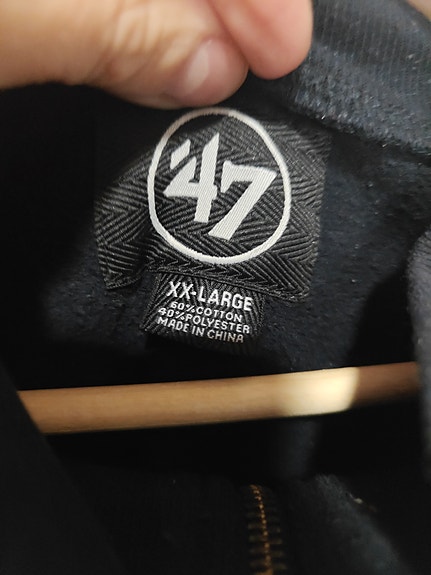 '47
XX-LARGE
60%COTTON
40%POLYESTER
MADE IN CHINA